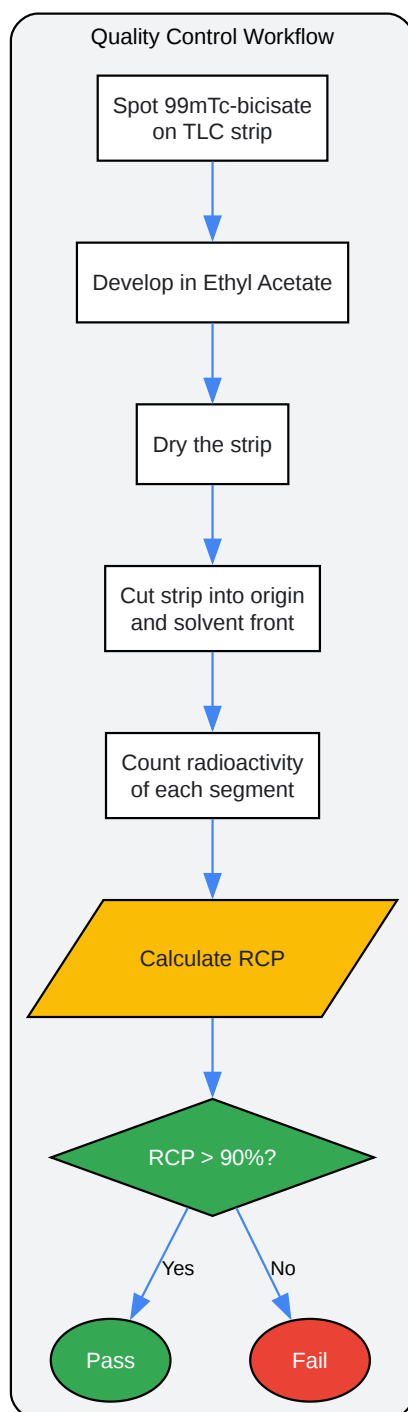 Quality Control Workflow
Spot 99mTc-bicisate
on TLC strip
Develop in Ethyl Acetate
Dry the strip
Cut strip into origin
and solvent front
Count radioactivity
of each segment
Calculate RCP
RCP > 90%?
Yes
No
Pass
Fail